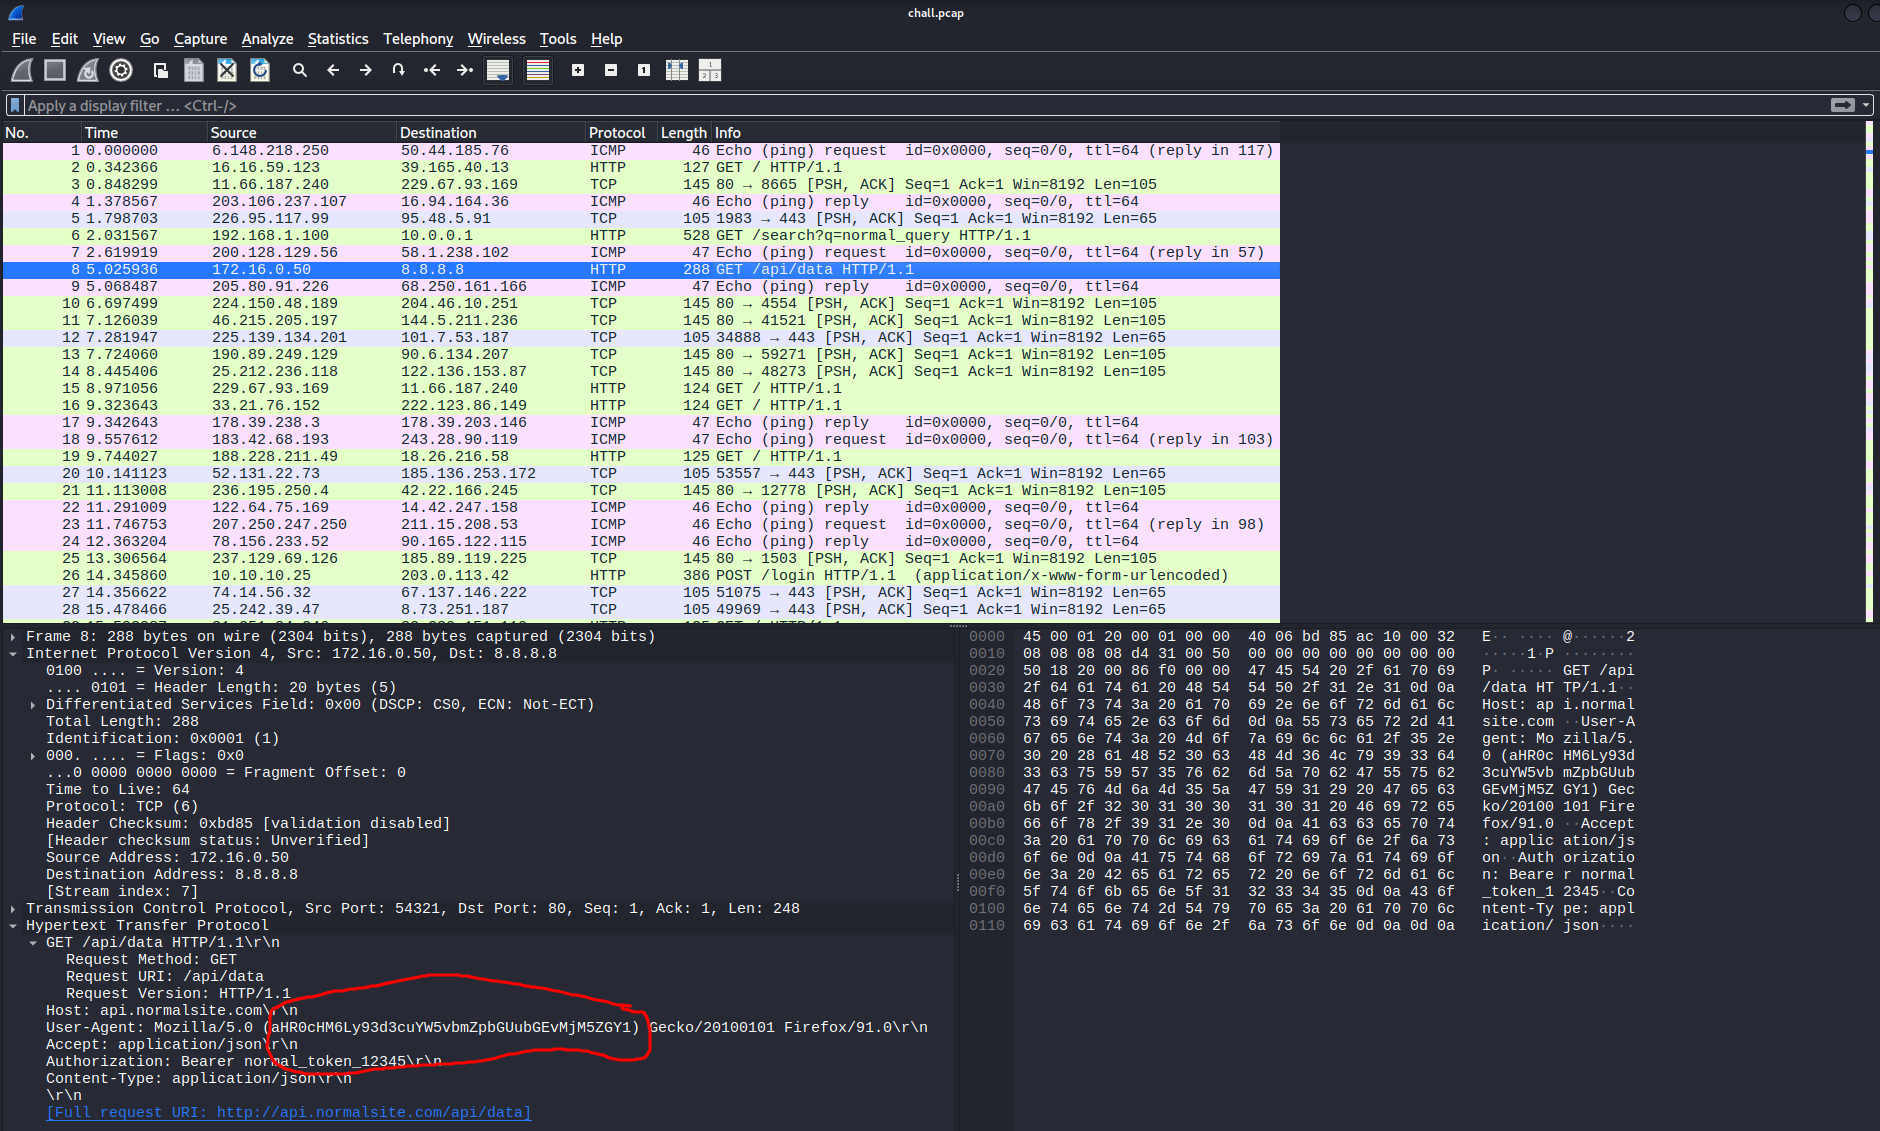 chall.pcap
File Edit View Go Capture Analyze Statistics Telephony Wireless Tools Help
Apply a display filter … <Ctrl-/>
No. Time Source Destination Protocol Length Info
1 0.000000 6.148.218.250 50.44.185.76 ICMP 46 Echo (ping) request id=0x0000, seq=0/0, ttl=64 (reply in 117)
2 0.342366 16.16.59.123 39.165.40.13 HTTP 127 GET / HTTP/1.1
3 0.848299 11.66.187.240 229.67.93.169 TCP 145 80 → 8665 [PSH, ACK] Seq=1 Ack=1 Win=8192 Len=105
4 1.378567 203.106.237.107 16.94.164.36 ICMP 46 Echo (ping) reply id=0x0000, seq=0/0, ttl=64
5 1.798703 226.95.117.99 95.48.5.91 TCP 105 1983 → 443 [PSH, ACK] Seq=1 Ack=1 Win=8192 Len=65
6 2.031567 192.168.1.100 10.0.0.1 HTTP 528 GET /search?q=normal_query HTTP/1.1
7 2.619919 200.128.129.56 58.1.238.102 ICMP 47 Echo (ping) request id=0x0000, seq=0/0, ttl=64 (reply in 57)
8 5.025936 172.16.0.50 8.8.8.8 HTTP 288 GET /api/data HTTP/1.1
9 5.068487 205.80.91.226 68.250.161.166 ICMP 47 Echo (ping) reply id=0x0000, seq=0/0, ttl=64
10 6.697499 224.150.48.189 204.46.10.251 TCP 145 80 → 4554 [PSH, ACK] Seq=1 Ack=1 Win=8192 Len=105
11 7.126039 46.215.205.197 144.5.211.236 TCP 145 80 → 41521 [PSH, ACK] Seq=1 Ack=1 Win=8192 Len=105
12 7.281947 225.139.134.201 101.7.53.187 TCP 105 34888 → 443 [PSH, ACK] Seq=1 Ack=1 Win=8192 Len=65
13 7.724060 190.89.249.129 90.6.134.207 TCP 145 80 → 59271 [PSH, ACK] Seq=1 Ack=1 Win=8192 Len=105
14 8.445406 25.212.236.118 122.136.153.87 TCP 145 80 → 48273 [PSH, ACK] Seq=1 Ack=1 Win=8192 Len=105
15 8.971056 229.67.93.169 11.66.187.240 HTTP 124 GET / HTTP/1.1
16 9.323643 33.21.76.152 222.123.86.149 HTTP 124 GET / HTTP/1.1
17 9.342643 178.39.238.3 178.39.203.146 ICMP 47 Echo (ping) reply id=0x0000, seq=0/0, ttl=64
18 9.557612 183.42.68.193 243.28.90.119 ICMP 47 Echo (ping) request id=0x0000, seq=0/0, ttl=64 (reply in 103)
19 9.744027 188.228.211.49 18.26.216.58 HTTP 125 GET / HTTP/1.1
20 10.141123 52.131.22.73 185.136.253.172 TCP 105 53557 → 443 [PSH, ACK] Seq=1 Ack=1 Win=8192 Len=65
21 11.113008 236.195.250.4 42.22.166.245 TCP 145 80 → 12778 [PSH, ACK] Seq=1 Ack=1 Win=8192 Len=105
22 11.291009 122.64.75.169 14.42.247.158 ICMP 46 Echo (ping) reply id=0x0000, seq=0/0, ttl=64
23 11.746753 207.250.247.250 211.15.208.53 ICMP 46 Echo (ping) request id=0x0000, seq=0/0, ttl=64 (reply in 98)
24 12.363204 78.156.233.52 90.165.122.115 ICMP 46 Echo (ping) reply id=0x0000, seq=0/0, ttl=64
25 13.306564 237.129.69.126 185.89.119.225 TCP 145 80 → 1503 [PSH, ACK] Seq=1 Ack=1 Win=8192 Len=105
26 14.345860 10.10.10.25 203.0.113.42 HTTP 386 POST /login HTTP/1.1 (application/x-www-form-urlencoded)
27 14.356622 74.14.56.32 67.137.146.222 TCP 105 51075 → 443 [PSH, ACK] Seq=1 Ack=1 Win=8192 Len=65
28 15.478466 25.242.39.47 8.73.251.187 TCP 105 49969 → 443 [PSH, ACK] Seq=1 Ack=1 Win=8192 Len=65
Frame 8: 288 bytes on wire (2304 bits), 288 bytes captured (2304 bits)
Internet Protocol Version 4, Src: 172.16.0.50, Dst: 8.8.8.8
0100 .... = Version: 4
.... 0101 = Header Length: 20 bytes (5)
Differentiated Services Field: 0x00 (DSCP: CS0, ECN: Not-ECT)
Total Length: 288
Identification: 0x0001 (1)
000. .... = Flags: 0x0
...0 0000 0000 0000 = Fragment Offset: 0
Time to Live: 64
Protocol: TCP (6)
Header Checksum: 0xbd85 [validation disabled]
[Header checksum status: Unverified]
Source Address: 172.16.0.50
Destination Address: 8.8.8.8
[Stream index: 7]
Transmission Control Protocol, Src Port: 54321, Dst Port: 80, Seq: 1, Ack: 1, Len: 248
Hypertext Transfer Protocol
GET /api/data HTTP/1.1\r\n
Request Method: GET
Request URI: /api/data
Request Version: HTTP/1.1
Host: api.normalsite.com\r\n
User-Agent: Mozilla/5.0 (aHR0cHM6Ly93d3cuYW5vbmZpbGUubGEvMjM5ZGY1) Gecko/20100101 Firefox/91.0\r\n
Accept: application/json\r\n
Authorization: Bearer normal_token_12345\r\n
Content-Type: application/json\r\n
\r\n
[Full request URI: http://api.normalsite.com/api/data]
0000 45 00 01 20 00 01 00 00 40 06 bd 85 ac 10 00 32 E·· ····@······2
0010 08 08 08 08 d4 31 00 50 00 00 00 00 00 00 00 00 ·····1·P········
0020 50 18 20 00 86 f0 00 00 47 45 54 20 2f 61 70 69 P· ·····GET /api
0030 2f 64 61 74 61 20 48 54 54 50 2f 31 2e 31 0d 0a /data HTTP/1.1··
0040 48 6f 73 74 3a 20 61 70 69 2e 6e 6f 72 6d 61 6c Host: api.normal
0050 73 69 74 65 2e 63 6f 6d 0d 0a 55 73 65 72 2d 41 site.com··User-A
0060 67 65 6e 74 3a 20 4d 6f 7a 69 6c 6c 61 2f 35 2e gent: Mozilla/5.
0070 30 20 28 61 48 52 30 63 48 4d 36 4c 79 39 33 64 0 (aHR0cHM6Ly93d
0080 33 63 75 59 57 35 76 62 6d 5a 70 62 47 55 75 62 3cuYW5vbmZpbGUub
0090 47 45 76 4d 6a 4d 35 5a 47 59 31 29 20 47 65 63 GEvMjM5ZGY1) Gec
00a0 6b 6f 2f 32 30 31 30 30 31 30 31 20 46 69 72 65 ko/20100101 Fire
00b0 66 6f 78 2f 39 31 2e 30 0d 0a 41 63 63 65 70 74 fox/91.0··Accept
00c0 3a 20 61 70 70 6c 69 63 61 74 69 6f 6e 2f 6a 73 : application/js
00d0 6f 6e 0d 0a 41 75 74 68 6f 72 69 7a 61 74 69 6f on··Authorizatio
00e0 6e 3a 20 42 65 61 72 65 72 20 6e 6f 72 6d 61 6c n: Bearer normal
00f0 5f 74 6f 6b 65 6e 5f 31 32 33 34 35 0d 0a 43 6f _token_12345··Co
0100 6e 74 65 6e 74 2d 54 79 70 65 3a 20 61 70 70 6c ntent-Type: appl
0110 69 63 61 74 69 6f 6e 2f 6a 73 6f 6e 0d 0a 0d 0a ication/json····